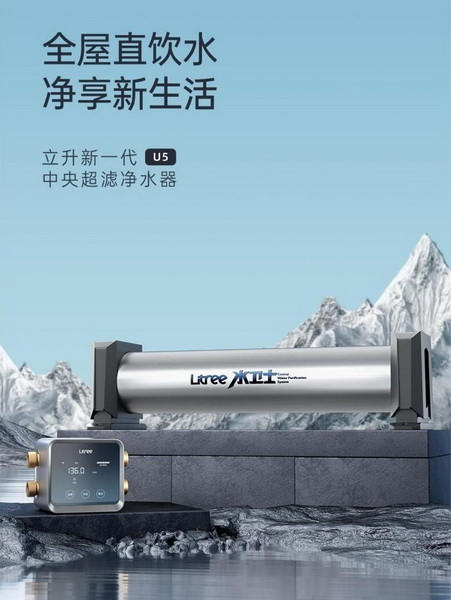 全屋直饮水
净享新生活
立升新一代 U5
中央超滤净水器
Litree 水卫士
Litree
136.0